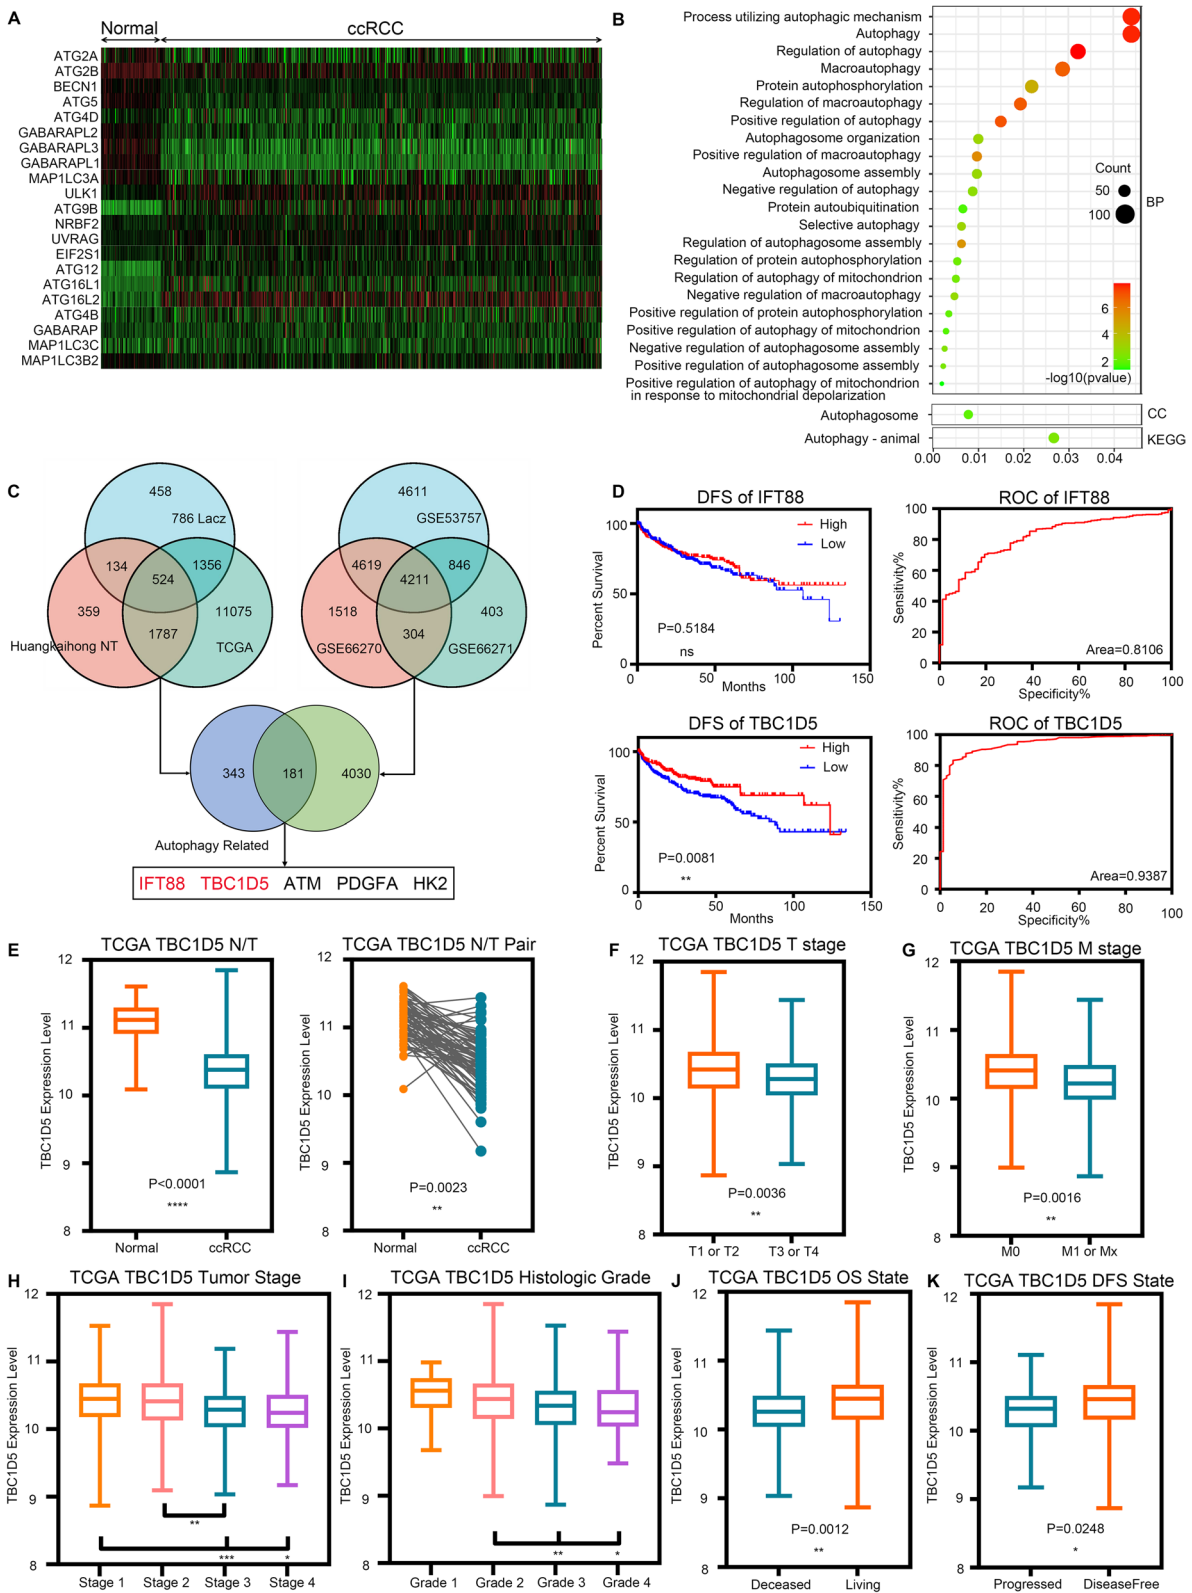 A
Normal
ccRCC
ATG2A
ATG2B
BECN1
ATG5
ATG4D
GABARAPL2
GABARAPL3
GABARAPL1
MAP1LC3A
ULK1
ATG9B
NRBF2
UVRAG
EIF2S1
ATG12
ATG16L1
ATG16L2
ATG4B
GABARAP
MAP1LC3C
MAP1LC3B2
B
Process utilizing autophagic mechanism
Autophagy
Regulation of autophagy
Macroautophagy
Protein autophosphorylation
Regulation of macroautophagy
Positive regulation of autophagy
Autophagosome organization
Positive regulation of macroautophagy
Autophagosome assembly
Negative regulation of autophagy
Protein autoubiquitination
Selective autophagy
Regulation of autophagosome assembly
Regulation of protein autophosphorylation
Regulation of autophagy of mitochondrion
Negative regulation of macroautophagy
Positive regulation of protein autophosphorylation
Positive regulation of autophagy of mitochondrion
Negative regulation of autophagosome assembly
Positive regulation of autophagosome assembly
Positive regulation of autophagy of mitochondrion
in response to mitochondrial depolarization
Autophagosome
Autophagy - animal
Count
50
100
6
4
2
-log10(pvalue)
BP
CC
KEGG
0.00 0.01 0.02 0.03 0.04
C
458
786 Lacz
134
1356
524
359
11075
1787
Huangkaihong NT
TCGA
4611
GSE53757
4619
846
4211
1518
403
304
GSE66270
GSE66271
343
181
4030
Autophagy Related
IFT88 TBC1D5 ATM PDGFA HK2
D
DFS of IFT88
Percent Survival
100
50
0
High
Low
P=0.5184
ns
0 50 100 150
Months
ROC of IFT88
Sensitivity%
100
80
60
40
20
0
Area=0.8106
0 20 40 60 80 100
Specificity%
DFS of TBC1D5
Percent Survival
100
50
0
High
Low
P=0.0081
**
0 50 100 150
Months
ROC of TBC1D5
Sensitivity%
100
80
60
40
20
0
Area=0.9387
0 20 40 60 80 100
Specificity%
E
TCGA TBC1D5 N/T
TBC1D5 Expression Level
12
11
10
9
8
P<0.0001
****
Normal ccRCC
TCGA TBC1D5 N/T Pair
TBC1D5 Expression Level
12
11
10
9
8
P=0.0023
**
Normal ccRCC
F
TCGA TBC1D5 T stage
TBC1D5 Expression Level
12
11
10
9
8
P=0.0036
**
T1 or T2 T3 or T4
G
TCGA TBC1D5 M stage
TBC1D5 Expression Level
12
11
10
9
8
P=0.0016
**
M0 M1 or Mx
H
TCGA TBC1D5 Tumor Stage
TBC1D5 Expression Level
12
11
10
9
8
**
*** *
Stage 1 Stage 2 Stage 3 Stage 4
I
TCGA TBC1D5 Histologic Grade
TBC1D5 Expression Level
12
11
10
9
8
** *
Grade 1 Grade 2 Grade 3 Grade 4
J
TCGA TBC1D5 OS State
TBC1D5 Expression Level
12
11
10
9
8
P=0.0012
**
Deceased Living
K
TCGA TBC1D5 DFS State
TBC1D5 Expression Level
12
11
10
9
8
P=0.0248
*
Progressed DiseaseFree